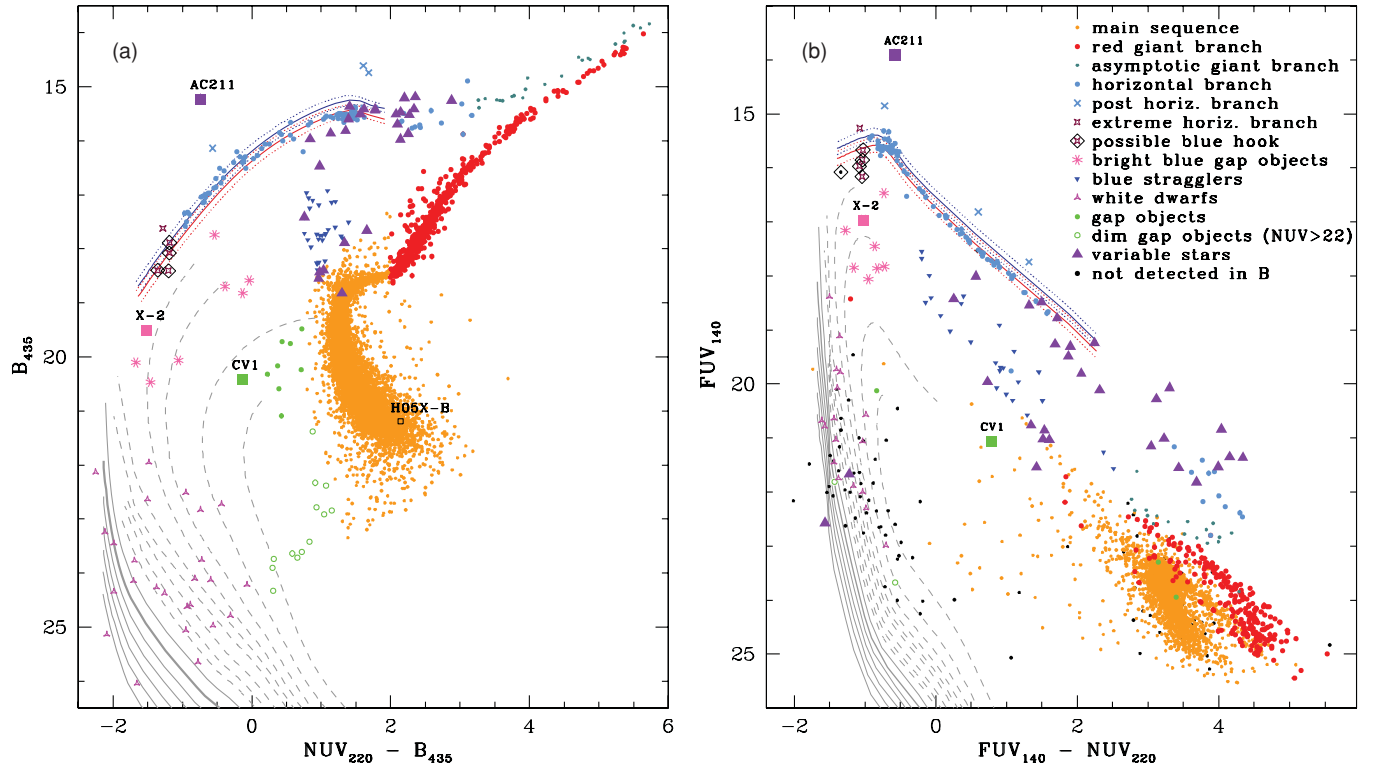 (a)
AC211
X-2
CV1
H05X-B
15
20
25
B₄₃₅
−2
0
2
4
6
NUV₂₂₀ − B₄₃₅
(b)
AC211
X-2
CV1
main sequence
red giant branch
asymptotic giant branch
horizontal branch
post horiz. branch
extreme horiz. branch
possible blue hook
bright blue gap objects
blue stragglers
white dwarfs
gap objects
dim gap objects (NUV>22)
variable stars
not detected in B
15
20
25
FUV₁₄₀
−2
0
2
4
FUV₁₄₀ − NUV₂₂₀